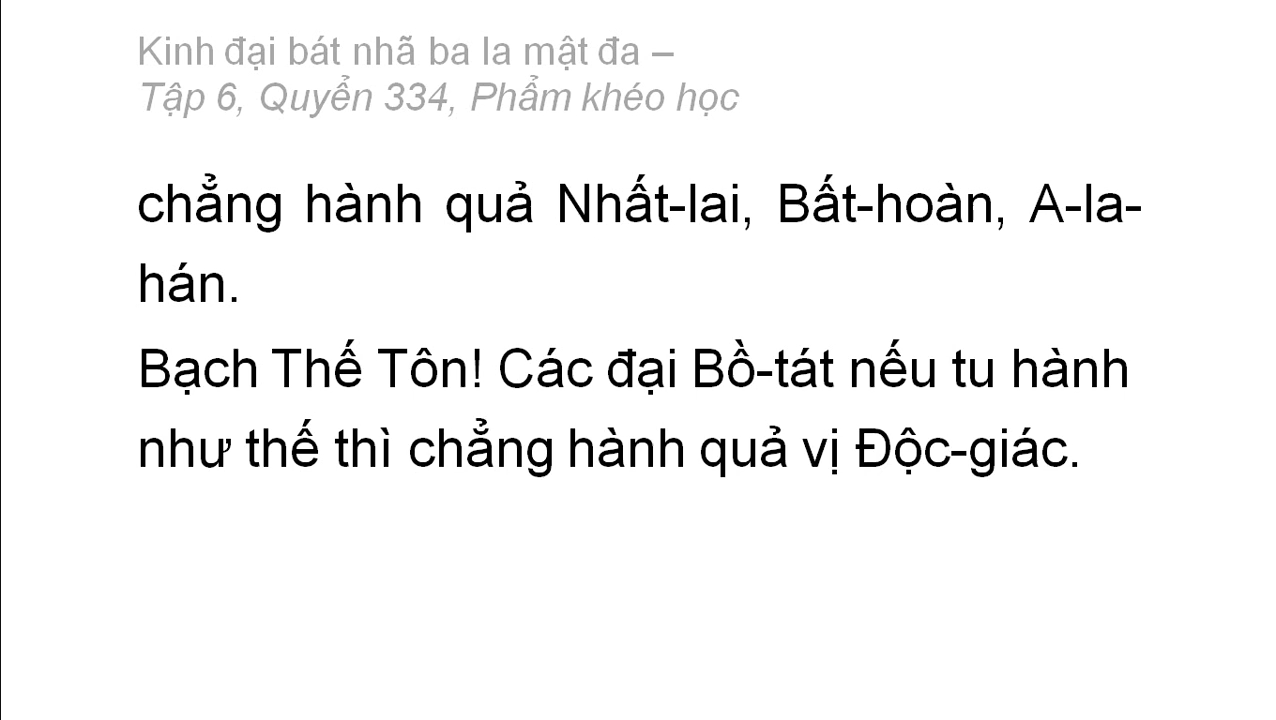 Kinh đại bát nhã ba la mật đa –
Tập 6, Quyển 334, Phẩm khéo học
chẳng hành quả Nhất-lai, Bất-hoàn, A-la-
hán.
Bạch Thế Tôn! Các đại Bồ-tát nếu tu hành
như thế thì chẳng hành quả vị Độc-giác.